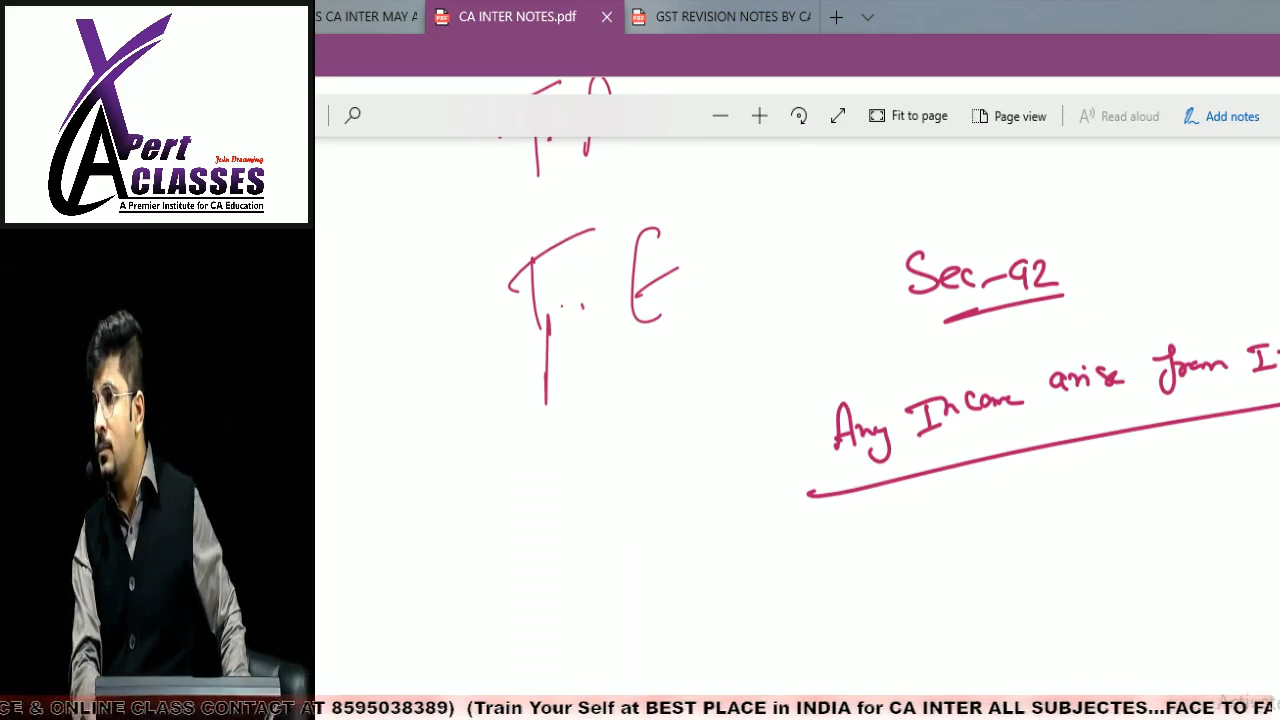 S CA INTER MAY A
CA INTER NOTES.pdf
GST REVISION NOTES BY CA
Fit to page
Page view
Read aloud
Add notes
XPert
Join Dreaming
CA CLASSES
A Premier Institute for CA Education
T.. E
Sec-92
Any Income arise from I
CE & ONLINE CLASS CONTACT AT 8595038389) (Train Your Self at BEST PLACE in INDIA for CA INTER ALL SUBJECTES...FACE TO FA